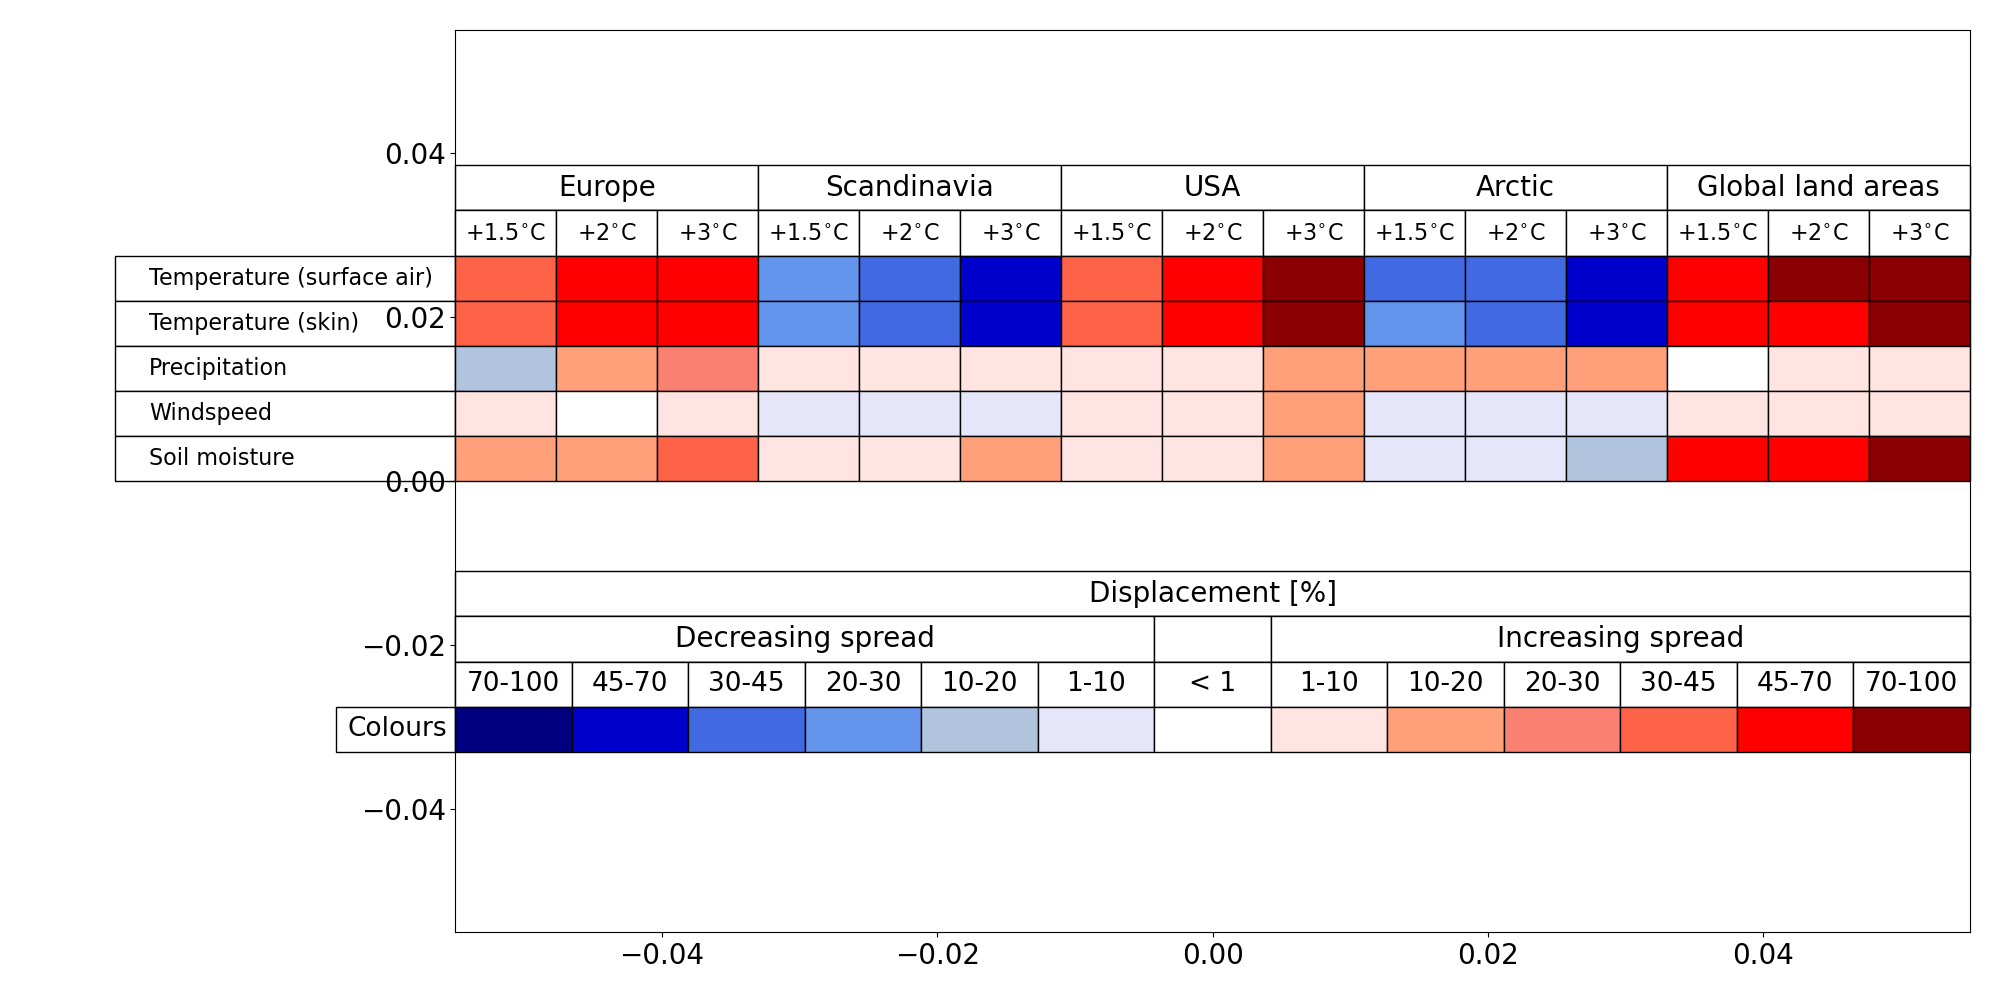 0.04
Europe Scandinavia USA Arctic Global land areas
+1.5°C +2°C +3°C +1.5°C +2°C +3°C +1.5°C +2°C +3°C +1.5°C +2°C +3°C +1.5°C +2°C +3°C
Temperature (surface air)
Temperature (skin) 0.02
Precipitation
Windspeed
Soil moisture
0.00
Displacement [%]
−0.02 Decreasing spread Increasing spread
70-100 45-70 30-45 20-30 10-20 1-10 < 1 1-10 10-20 20-30 30-45 45-70 70-100
Colours
−0.04
−0.04 −0.02 0.00 0.02 0.04